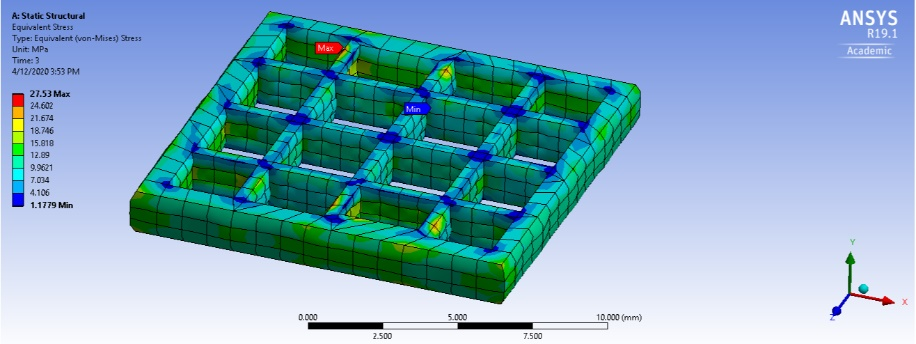 A: Static Structural
Equivalent Stress
Type: Equivalent (von-Mises) Stress
Unit: MPa
Time: 3
4/12/2020 3:53 PM
27.53 Max
24.602
21.674
18.746
15.818
12.89
9.9621
7.034
4.106
1.1779 Min
Max
Min
ANSYS
R19.1
Academic
0.000 5.000 10.000 (mm)
2.500 7.500
Y
X
Z